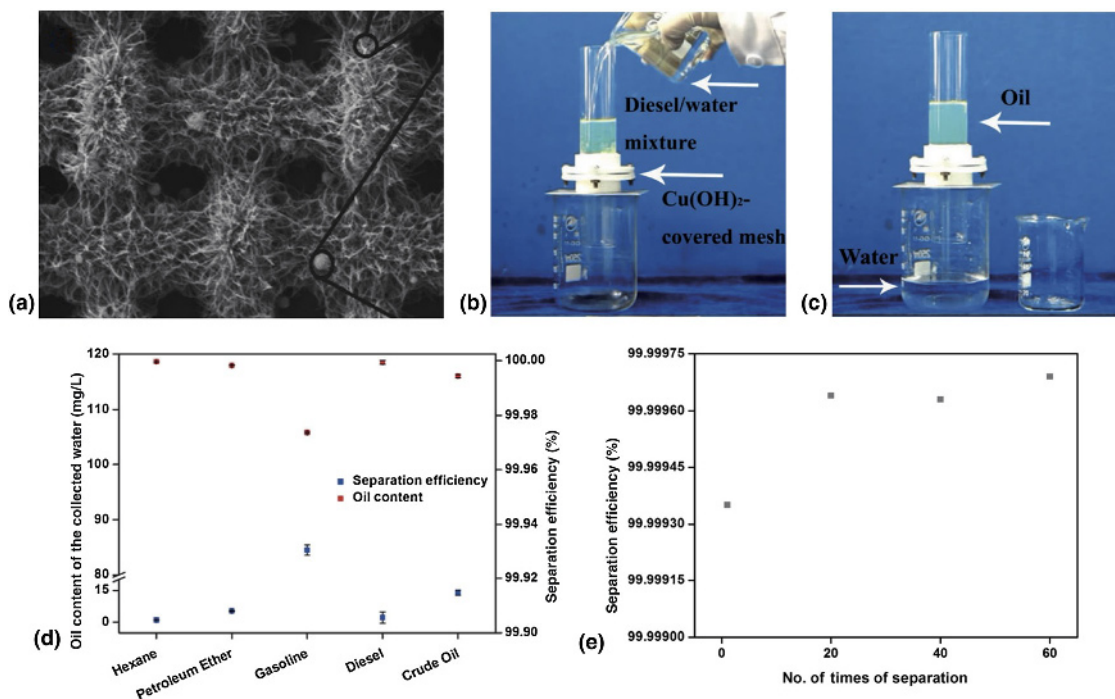 (a)
Diesel/water
mixture
Cu(OH)₂-
covered mesh
(b)
Oil
Water
(c)
Oil content of the collected water (mg/L)
120
110
100
90
80
15
0
Separation efficiency
Oil content
100.00
99.98
99.96
99.94
99.92
99.90
Separation efficiency (%)
Hexane
Petroleum Ether
Gasoline
Diesel
Crude Oil
(d)
Separation efficiency (%)
99.99975
99.99960
99.99945
99.99930
99.99915
99.99900
0
20
40
60
No. of times of separation
(e)